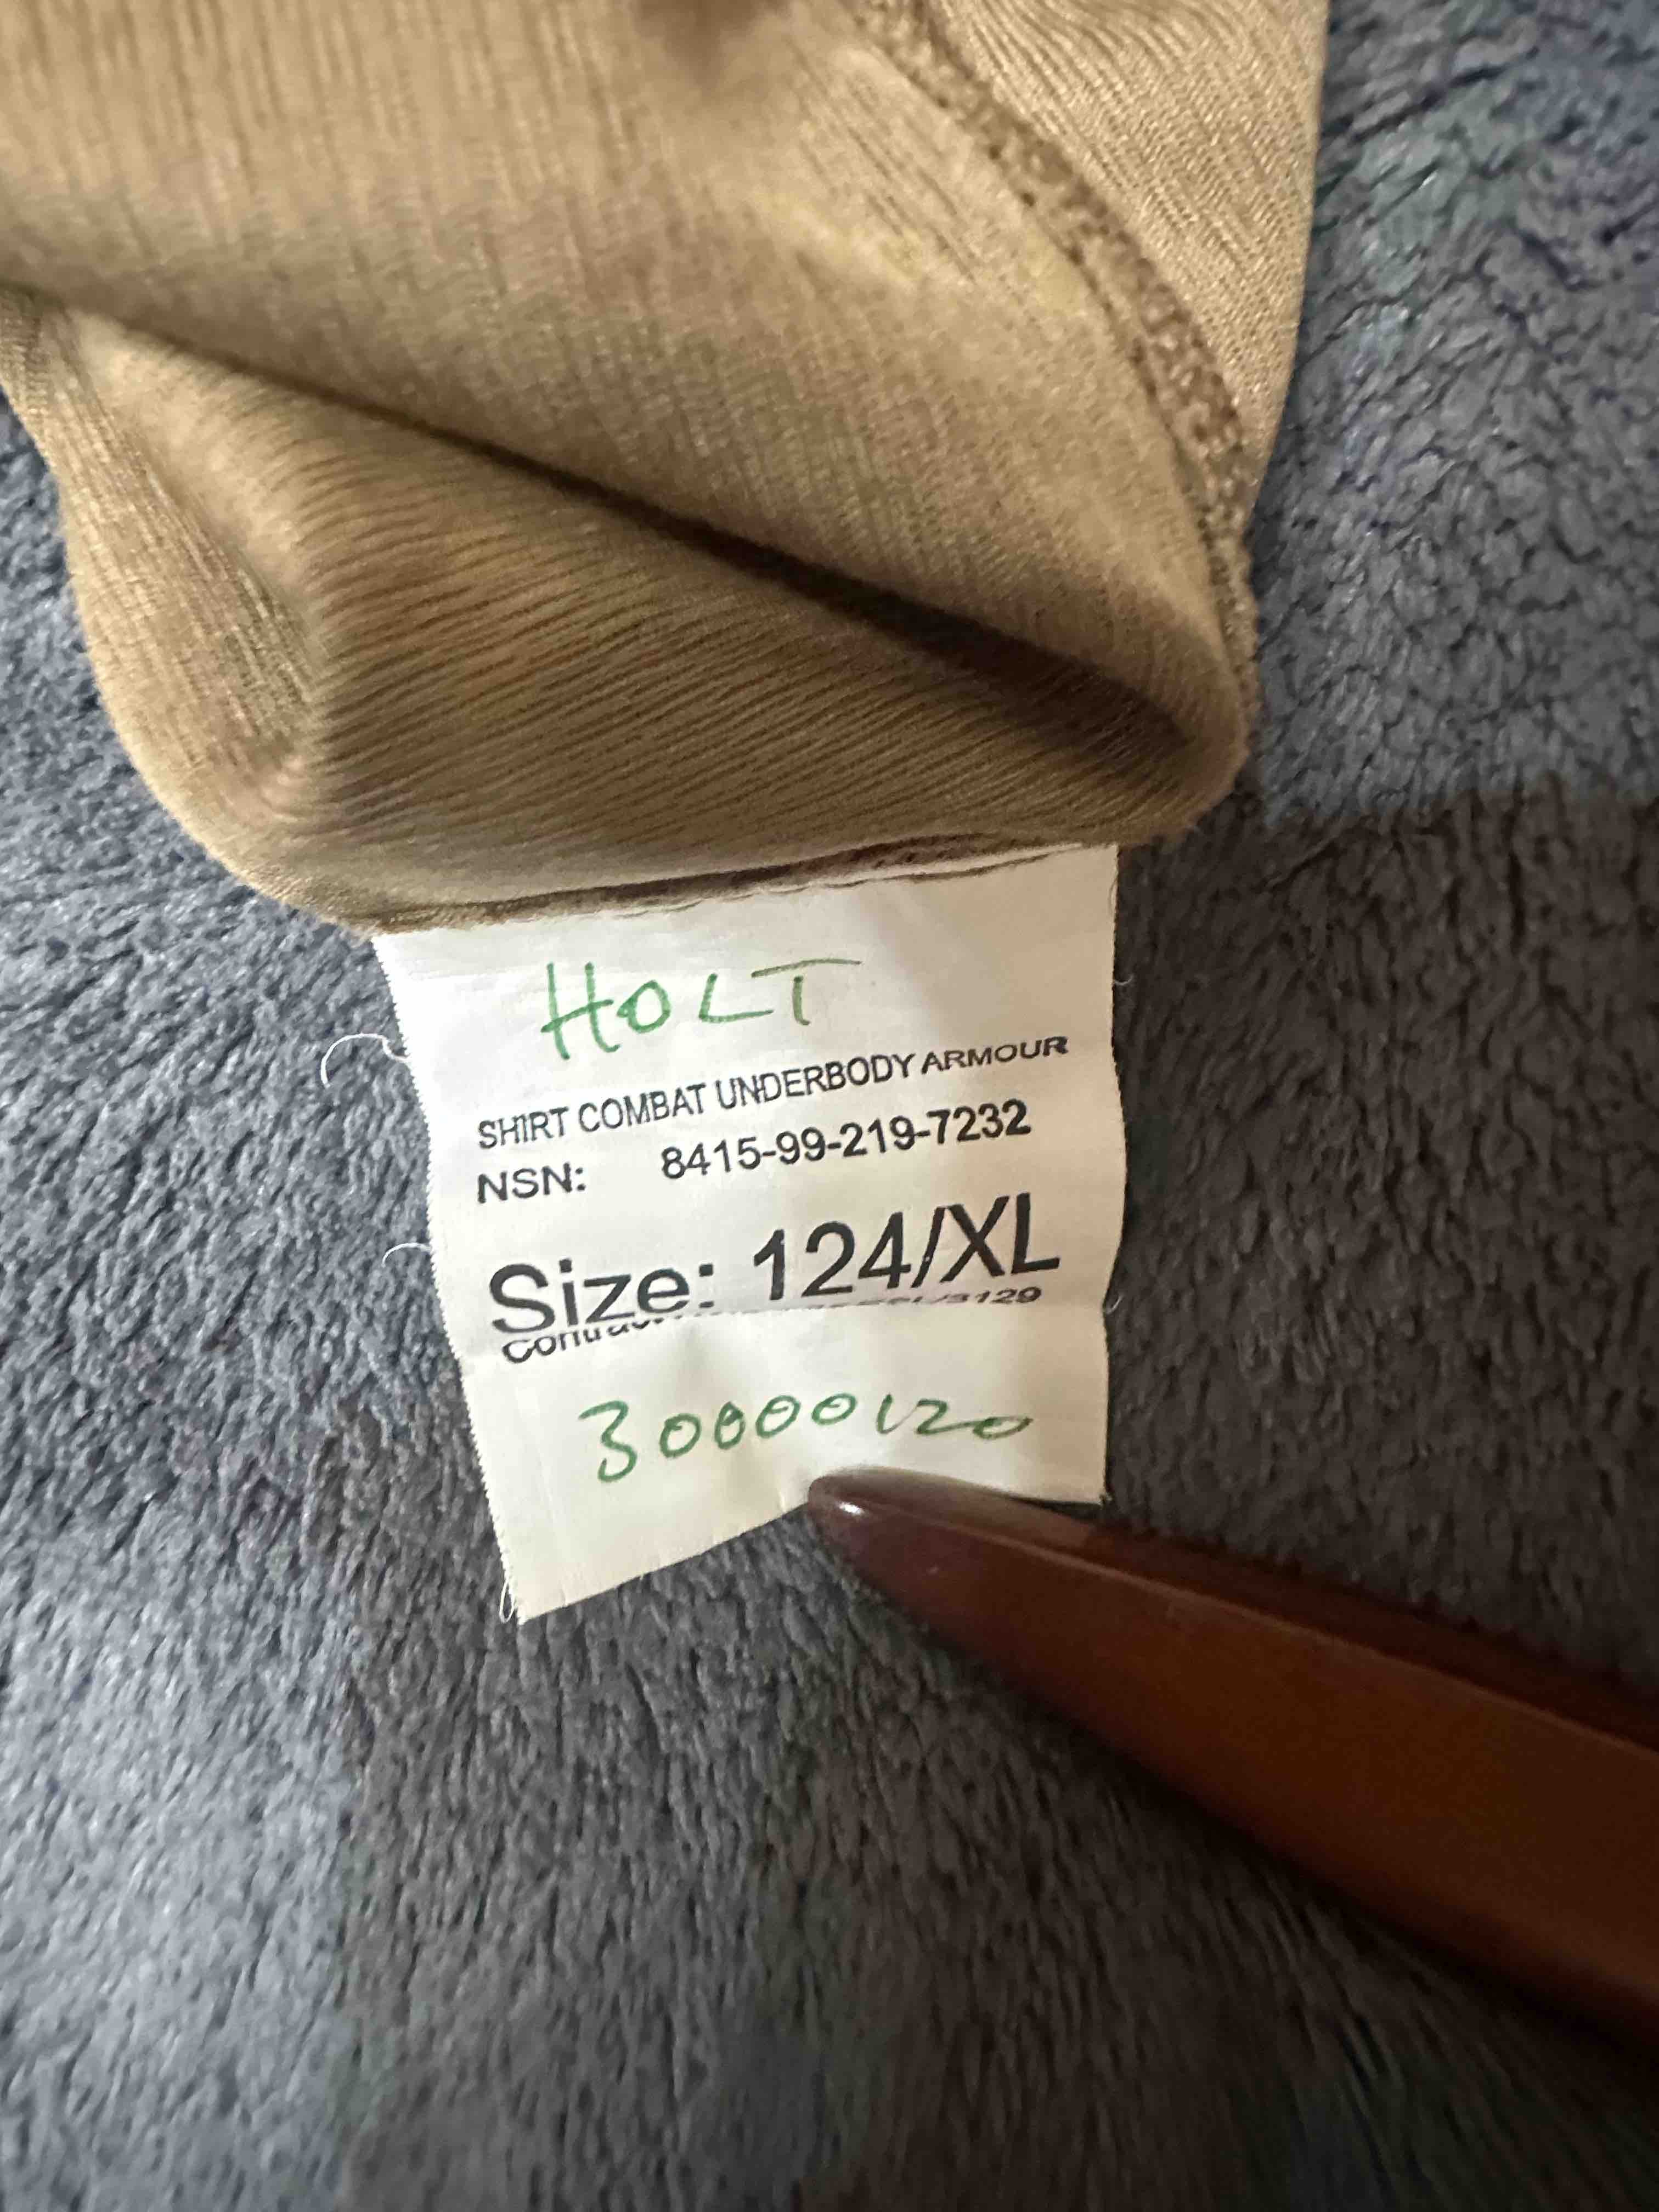 HOLT
SHIRT COMBAT UNDERBODY ARMOUR
NSN: 8415-99-219-7232
Size: 124/XL
30000120